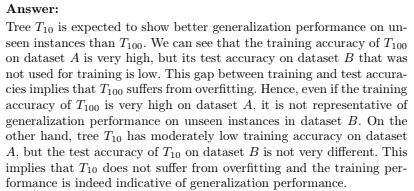 Answer:
Tree T₁₀ is expected to show better generalization performance on un-
seen instances than T₁₀₀. We can see that the training accuracy of T₁₀₀
on dataset A is very high, but its test accuracy on dataset B that was
not used for training is low. This gap between training and test accura-
cies implies that T₁₀₀ suffers from overfitting. Hence, even if the training
accuracy of T₁₀₀ is very high on dataset A, it is not representative of
generalization performance on unseen instances in dataset B. On the
other hand, tree T₁₀ has moderately low training accuracy on dataset
A, but the test accuracy of T₁₀ on dataset B is not very different. This
implies that T₁₀ does not suffer from overfitting and the training per-
formance is indeed indicative of generalization performance.